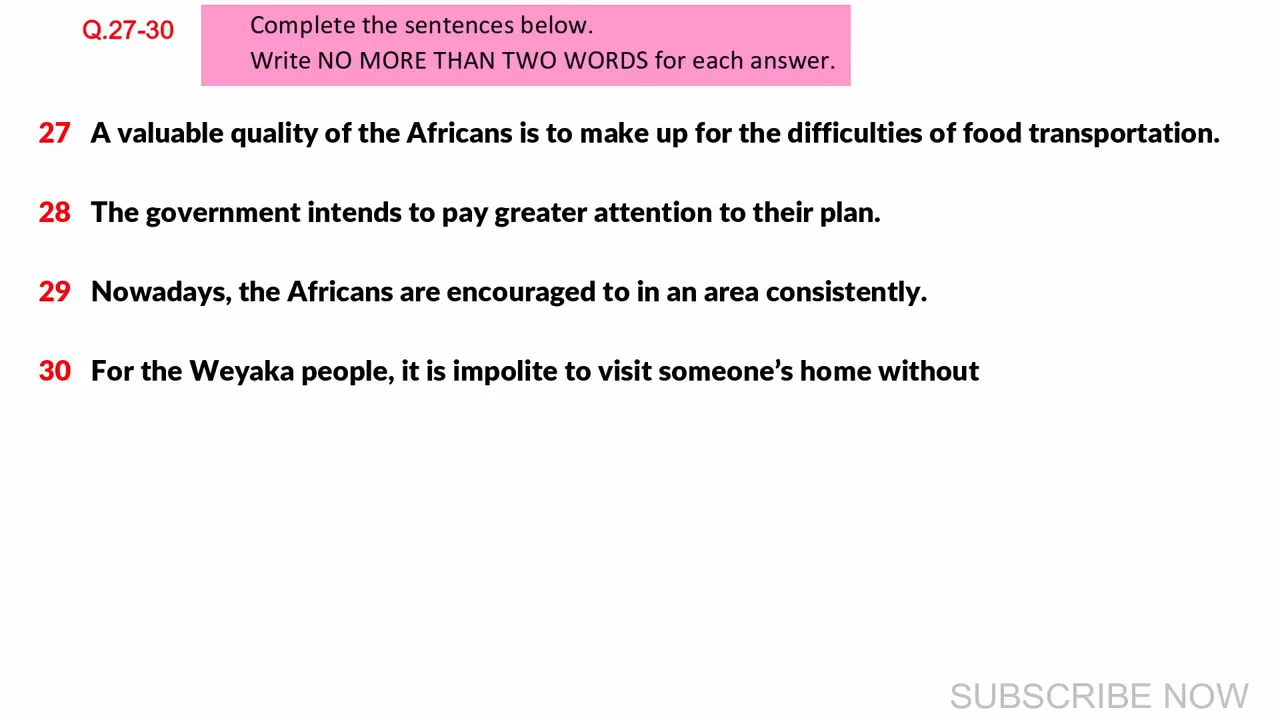 Q.27-30
Complete the sentences below.
Write NO MORE THAN TWO WORDS for each answer.
27 A valuable quality of the Africans is to make up for the difficulties of food transportation.
28 The government intends to pay greater attention to their plan.
29 Nowadays, the Africans are encouraged to in an area consistently.
30 For the Weyaka people, it is impolite to visit someone’s home without
SUBSCRIBE NOW